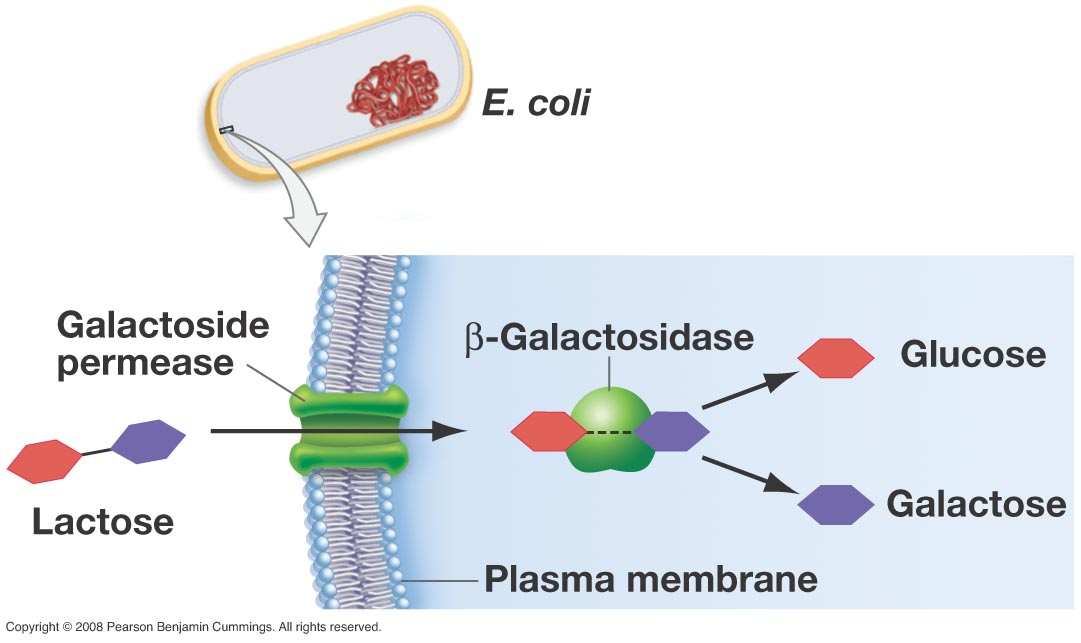 E. coli
Galactoside
permease
β-Galactosidase
Glucose
Lactose
Galactose
Plasma membrane
Copyright © 2008 Pearson Benjamin Cummings. All rights reserved.